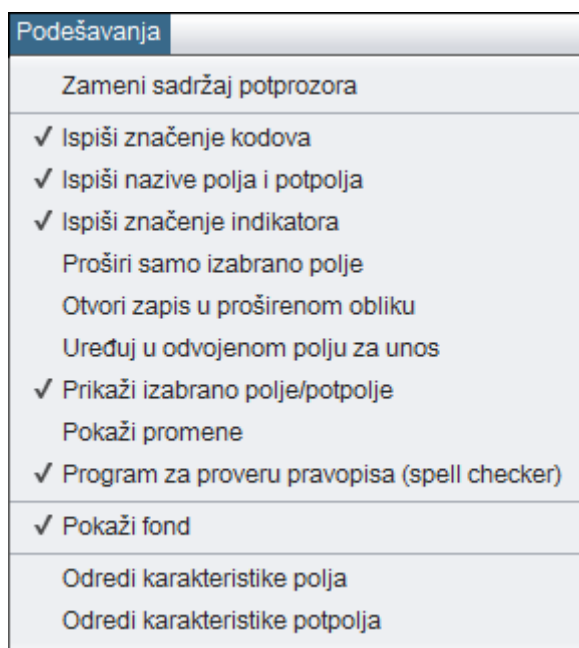 Podešavanja
Zameni sadržaj potprozora
✓ Ispiši značenje kodova
✓ Ispiši nazive polja i potpolja
✓ Ispiši značenje indikatora
Proširi samo izabrano polje
Otvori zapis u proširenom obliku
Uređuj u odvojenom polju za unos
✓ Prikaži izabrano polje/potpolje
Pokaži promene
✓ Program za proveru pravopisa (spell checker)
✓ Pokaži fond
Odredi karakteristike polja
Odredi karakteristike potpolja